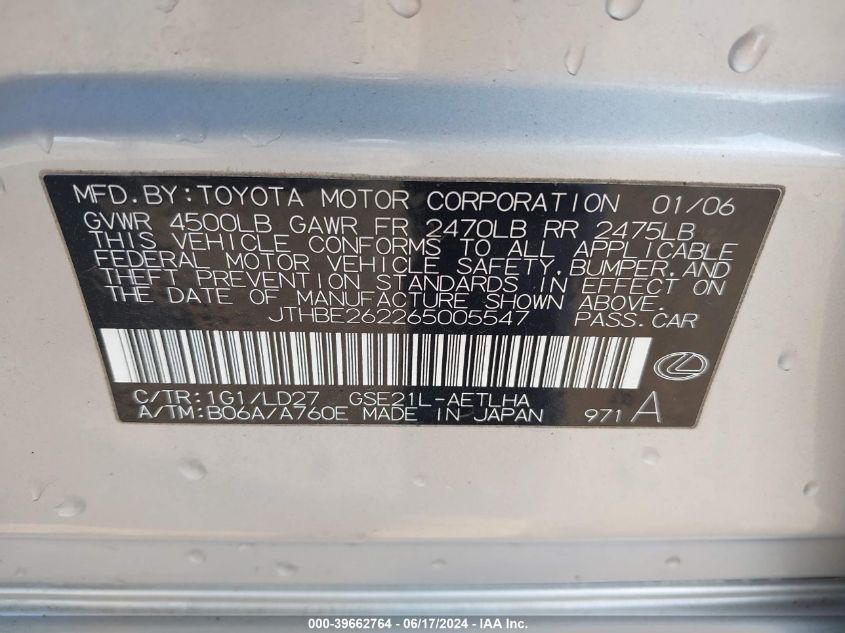 MFD.BY:TOYOTA MOTOR CORPORATION 01/06
GVWR 4500LB GAWR FR 2470LB RR 2475LB
THIS VEHICLE CONFORMS TO ALL APPLICABLE
FEDERAL MOTOR VEHICLE SAFETY,BUMPER,AND
THEFT PREVENTION STANDARDS IN EFFECT ON
THE DATE OF MANUFACTURE SHOWN ABOVE.
JTHBE262265005547 PASS.CAR
C/TR:1G1/LD27 GSE21L-AETLHA
A/TM:B06A/A760E MADE IN JAPAN 971 A
000-39662764 - 06/17/2024 - IAA Inc.